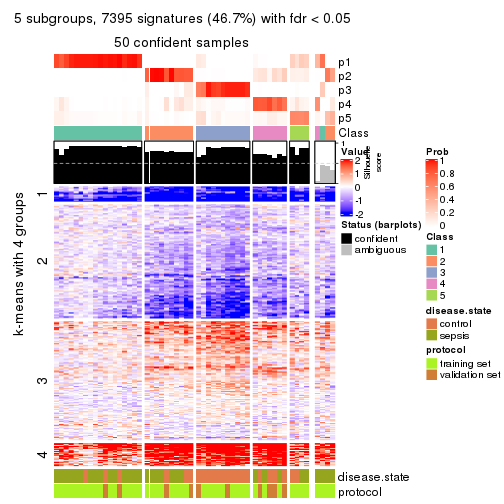 5 subgroups, 7395 signatures (46.7%) with fdr < 0.05
50 confident samples
p1
p2
p3
p4
p5
Class
1
2
3
4
k-means with 4 groups
disease.state
protocol
Value
2
1
0
-1
-2
1
Silhouette
score
Status (barplots)
confident
ambiguous
Prob
1
0.8
0.6
0.4
0.2
0
Class
1
2
3
4
5
disease.state
control
sepsis
protocol
training set
validation set